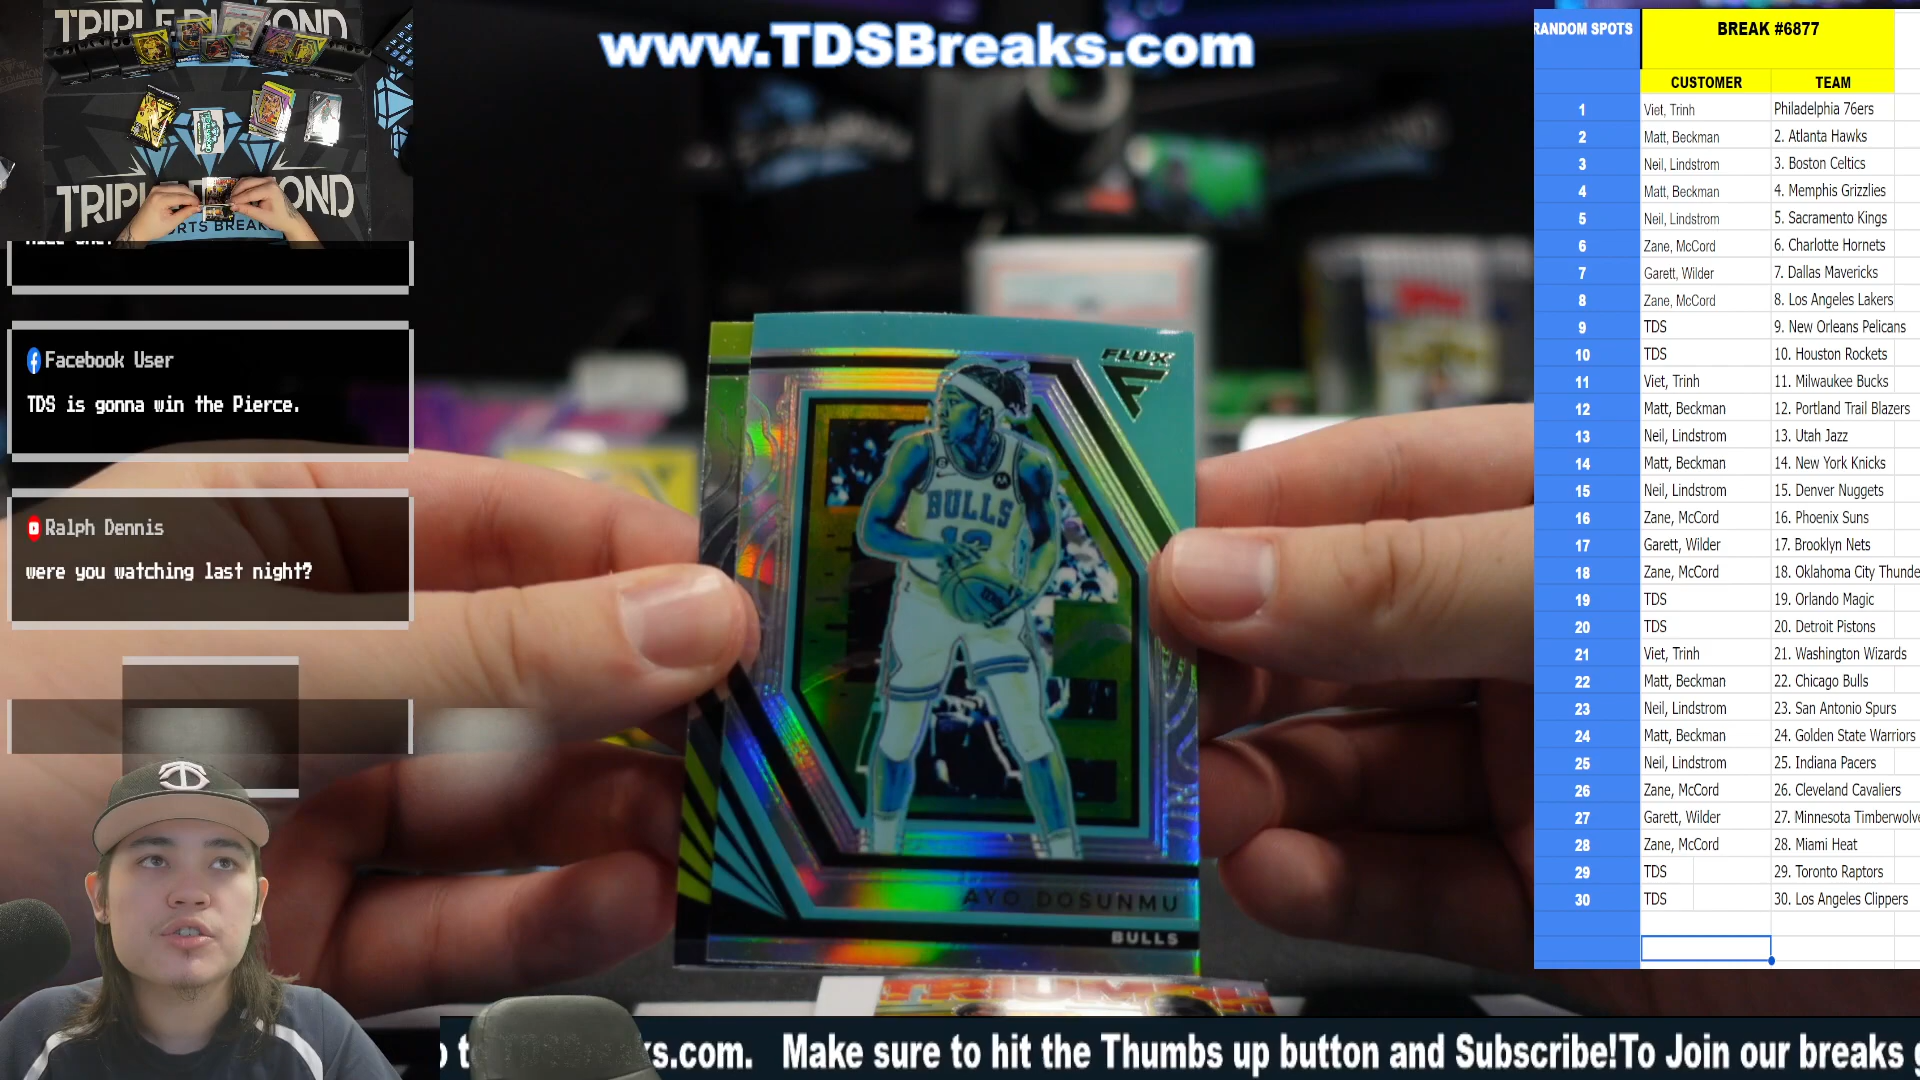 www.TDSBreaks.com
TRIPLE DIAMOND
Facebook User
TDS is gonna win the Pierce.
Ralph Dennis
were you watching last night?
FLUX
BULLS
12
AYO DOSUNMU
BULLS
TC
RANDOM SPOTS BREAK #6877
CUSTOMER TEAM
1 Viet, Trinh Philadelphia 76ers
2 Matt, Beckman 2. Atlanta Hawks
3 Neil, Lindstrom 3. Boston Celtics
4 Matt, Beckman 4. Memphis Grizzlies
5 Neil, Lindstrom 5. Sacramento Kings
6 Zane, McCord 6. Charlotte Hornets
7 Garett, Wilder 7. Dallas Mavericks
8 Zane, McCord 8. Los Angeles Lakers
9 TDS 9. New Orleans Pelicans
10 TDS 10. Houston Rockets
11 Viet, Trinh 11. Milwaukee Bucks
12 Matt, Beckman 12. Portland Trail Blazers
13 Neil, Lindstrom 13. Utah Jazz
14 Matt, Beckman 14. New York Knicks
15 Neil, Lindstrom 15. Denver Nuggets
16 Zane, McCord 16. Phoenix Suns
17 Garett, Wilder 17. Brooklyn Nets
18 Zane, McCord 18. Oklahoma City Thunde
19 TDS 19. Orlando Magic
20 TDS 20. Detroit Pistons
21 Viet, Trinh 21. Washington Wizards
22 Matt, Beckman 22. Chicago Bulls
23 Neil, Lindstrom 23. San Antonio Spurs
24 Matt, Beckman 24. Golden State Warriors
25 Neil, Lindstrom 25. Indiana Pacers
26 Zane, McCord 26. Cleveland Cavaliers
27 Garett, Wilder 27. Minnesota Timberwolve
28 Zane, McCord 28. Miami Heat
29 TDS 29. Toronto Raptors
30 TDS 30. Los Angeles Clippers
s.com. Make sure to hit the Thumbs up button and Subscribe!To Join our breaks g